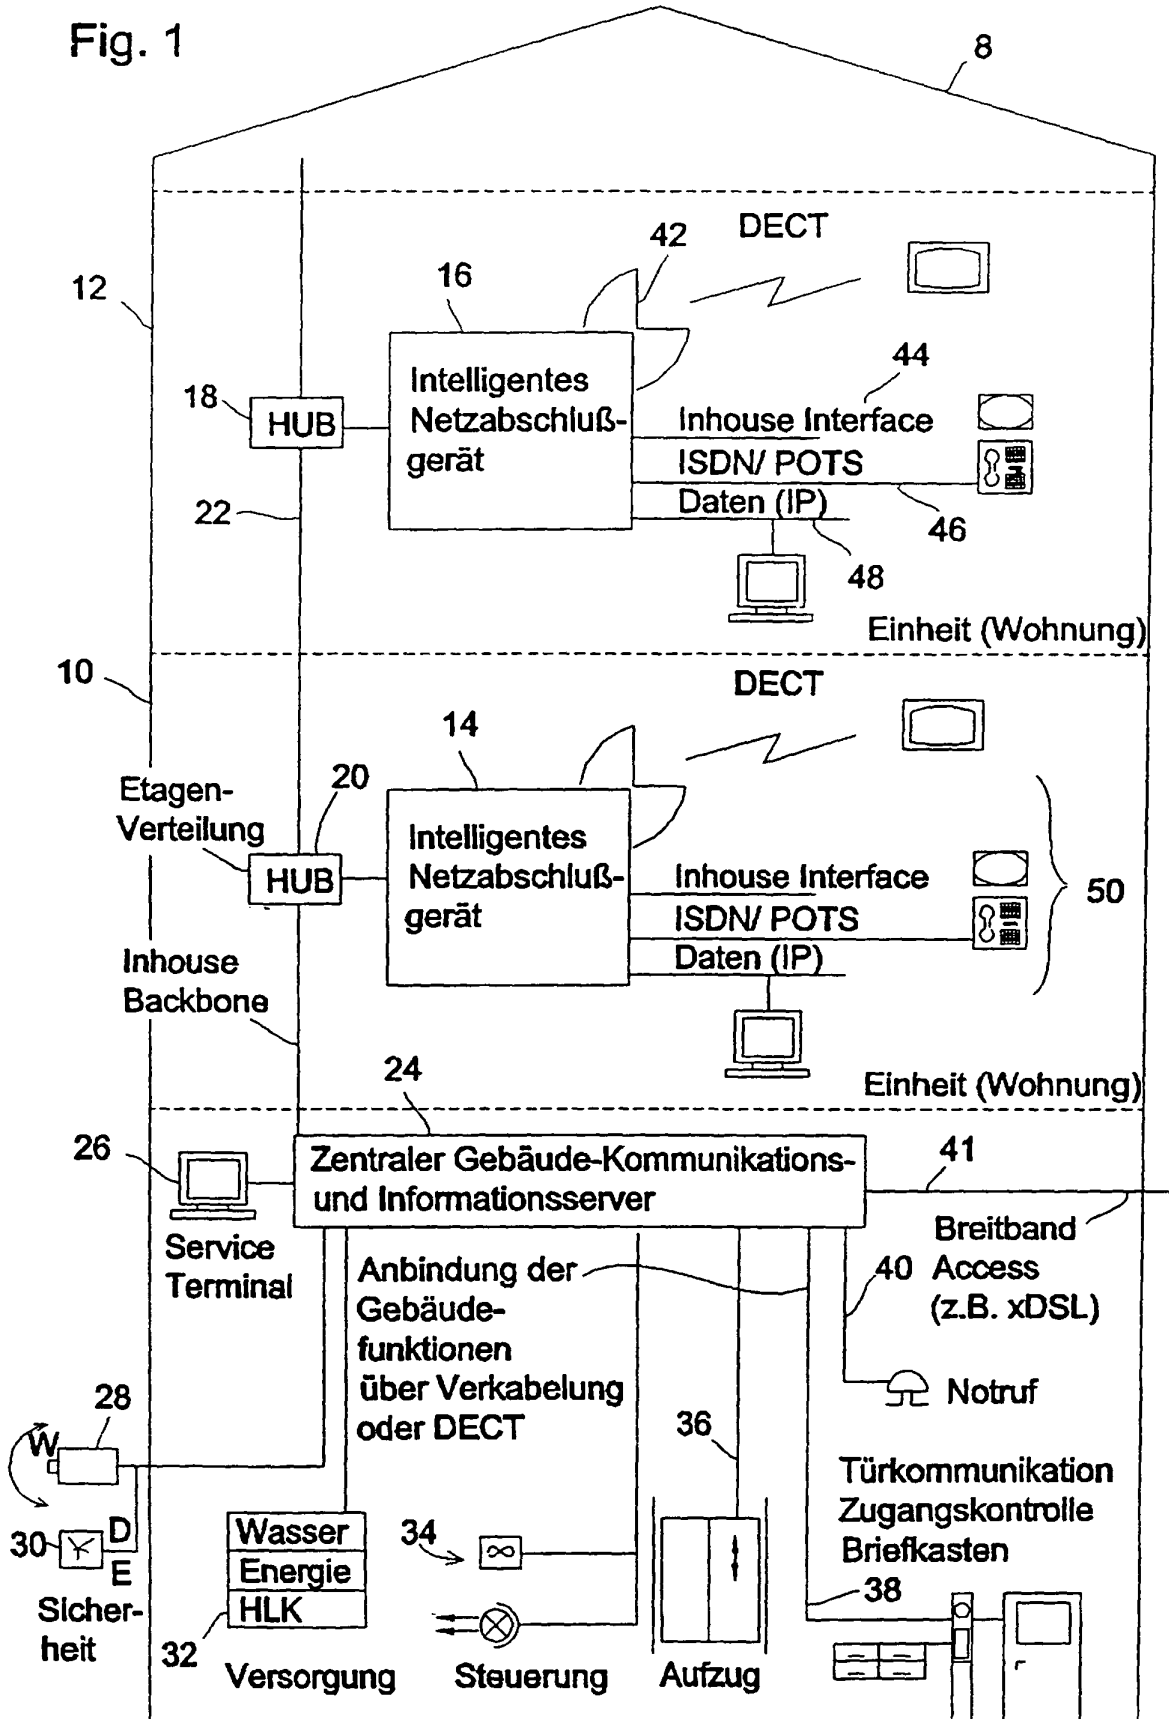 Fig. 1
8
DECT
42
16
12
Intelligentes
Netzabschluß-
gerät
44
18
HUB
Inhouse Interface
ISDN/ POTS
Daten (IP)
22
46
48
Einheit (Wohnung)
10
DECT
14
Etagen-
Verteilung
20
Intelligentes
Netzabschluß-
gerät
HUB
Inhouse Interface
ISDN/ POTS
Daten (IP)
50
Inhouse
Backbone
24
Einheit (Wohnung)
26
Zentraler Gebäude-Kommunikations-
und Informationsserver
41
Service
Terminal
Anbindung der
Gebäude-
funktionen
über Verkabelung
oder DECT
40
Breitband
Access
(z.B. xDSL)
Notruf
28
W
36
Türkommunikation
Zugangskontrolle
Briefkasten
30
D
E
Sicher-
heit
Wasser
Energie
HLK
34
38
32
Versorgung
Steuerung
Aufzug